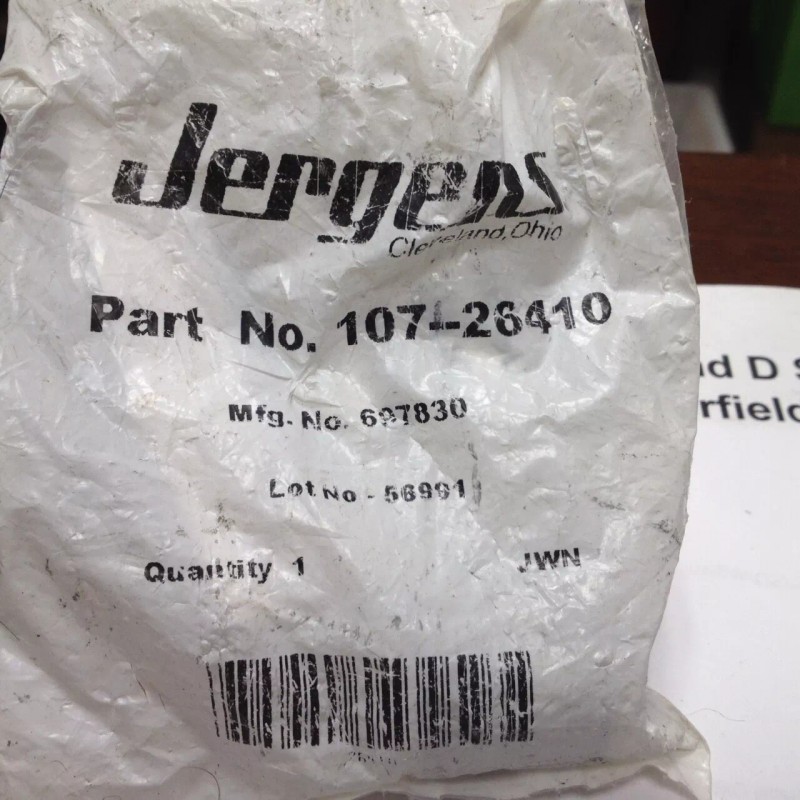 Jergens
Cleveland, Ohio
Part No. 107-26410
Mfg. No. 697830
Lot No - 56991
Quantity 1 JWN
D